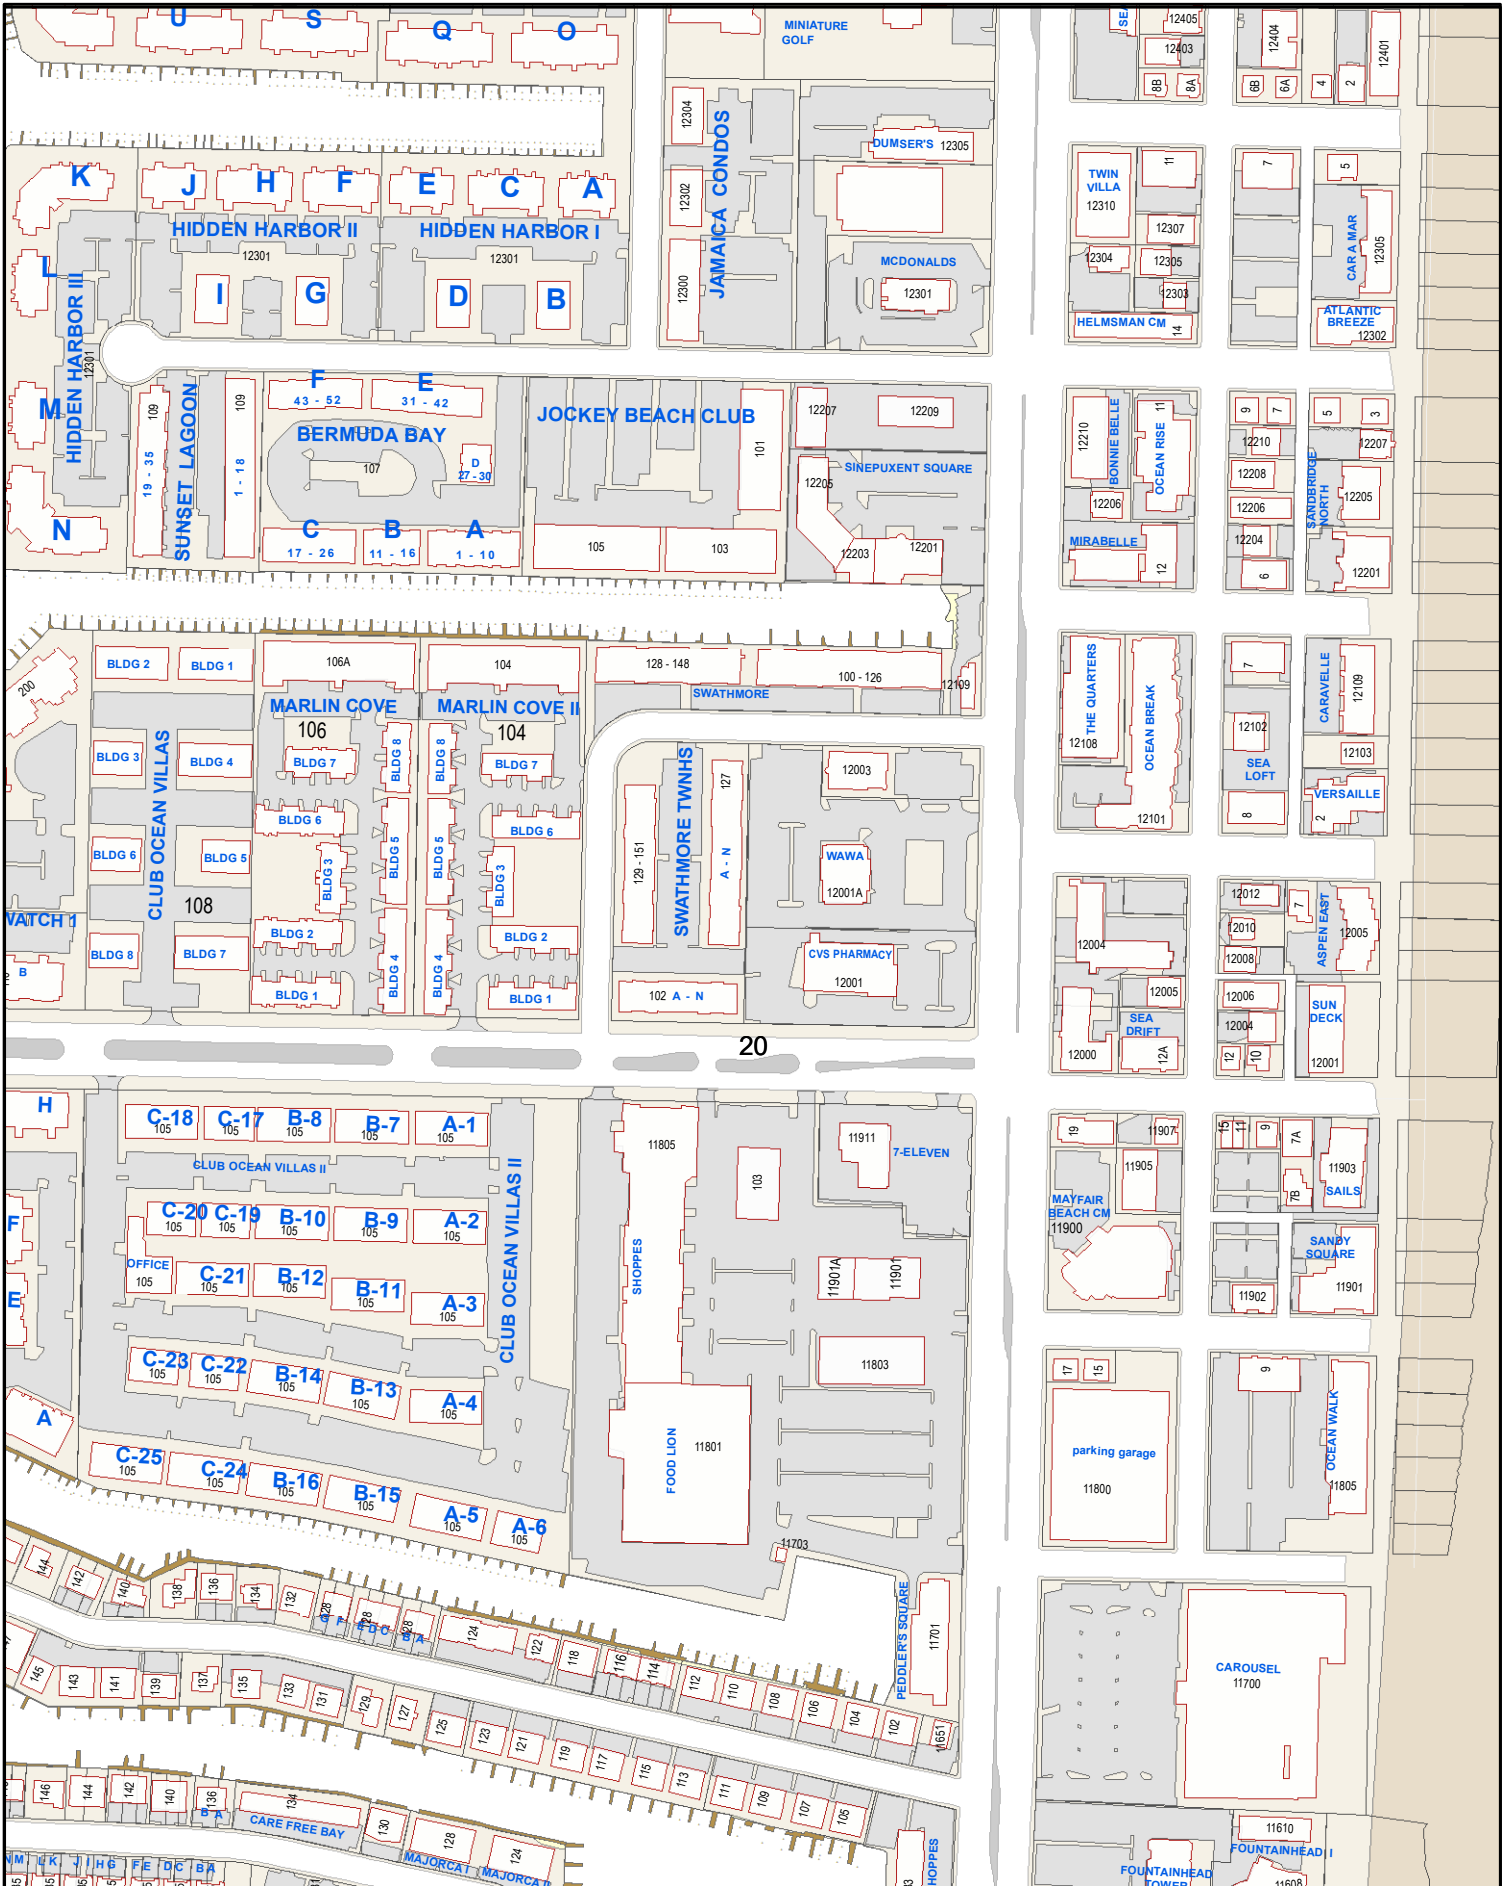 U
S
Q
O
MINIATURE
GOLF
12405
12403
8B
8A
12404
6B
6A
4
2
12401
12304
JAMAICA CONDOS
DUMSER'S 12305
K
J
H
F
E
C
A
12302
TWIN
VILLA
12310
11
7
5
HIDDEN HARBOR II
12301
HIDDEN HARBOR I
12301
12307
12304
12305
12303
CAR A MAR
12305
L
I
G
D
B
12300
MCDONALDS
12301
HELMSMAN CM
14
ATLANTIC
BREEZE
12302
HIDDEN HARBOR III
12301
M
N
109
19 - 35
SUNSET LAGOON
109
1 - 18
F
43 - 52
E
31 - 42
BERMUDA BAY
107
D
27 - 30
C
17 - 26
B
11 - 16
A
1 - 10
JOCKEY BEACH CLUB
101
105
103
12207
12209
SINEPUXENT SQUARE
12205
12203
12201
12210
BONNIE BELLE
11
OCEAN RISE
12206
MIRABELLE
12
9
7
5
3
12210
12207
12208
12206
SANDBRIDGE
NORTH
12205
12204
6
12201
200
BLDG 2
BLDG 1
106A
104
128 - 148
100 - 126
12109
SWATHMORE
MARLIN COVE
106
MARLIN COVE II
104
BLDG 3
BLDG 4
CLUB OCEAN VILLAS
BLDG 7
BLDG 8
BLDG 8
BLDG 7
BLDG 6
BLDG 6
BLDG 5
BLDG 5
BLDG 6
BLDG 5
BLDG 3
BLDG 3
108
BLDG 2
BLDG 2
BLDG 8
BLDG 7
BLDG 4
BLDG 4
BLDG 1
BLDG 1
WATCH 1
B
129 - 151
SWATHMORE TWNHS
127
A - N
102 A - N
12003
WAWA
12001A
CVS PHARMACY
12001
THE QUARTERS
12108
OCEAN BREAK
12101
7
12102
SEA
LOFT
8
CARAVELLE
12109
12103
VERSAILLE
2
12004
12005
SEA
DRIFT
12000
12A
12012
7
12010
12008
ASPEN EAST
12005
12006
12004
12
10
SUN
DECK
12001
20
H
F
E
A
C-18
105
C-17
105
B-8
105
B-7
105
A-1
105
CLUB OCEAN VILLAS II
CLUB OCEAN VILLAS II
C-20
105
C-19
105
B-10
105
B-9
105
A-2
105
OFFICE
105
C-21
105
B-12
105
B-11
105
A-3
105
C-23
105
C-22
105
B-14
105
B-13
105
A-4
105
C-25
105
C-24
105
B-16
105
B-15
105
A-5
105
A-6
105
11805
SHOPPES
103
11911
7-ELEVEN
11901A
11901
11803
FOOD LION
11801
11703
19
11907
11905
MAYFAIR
BEACH CM
11900
15
11
9
7A
7B
11903
SAILS
SANDY
SQUARE
11902
11901
17
15
parking garage
11800
9
OCEAN WALK
11805
144
142
140
138
136
134
132
128
128
128
G F E D C B A
124
122
118
116
114
112
110
108
106
104
102
11651
PEDDLER'S SQUARE
11701
145
143
141
139
137
135
133
131
129
127
125
123
121
119
117
115
113
111
109
107
105
CAROUSEL
11700
146
144
142
140
136
B A
134
CARE FREE BAY
130
128
MAJORCA I
124
MAJORCA II
N M L K J I H G F E D C B A
HOPPES
11610
FOUNTAINHEAD I
FOUNTAINHEAD
TOWER
11608